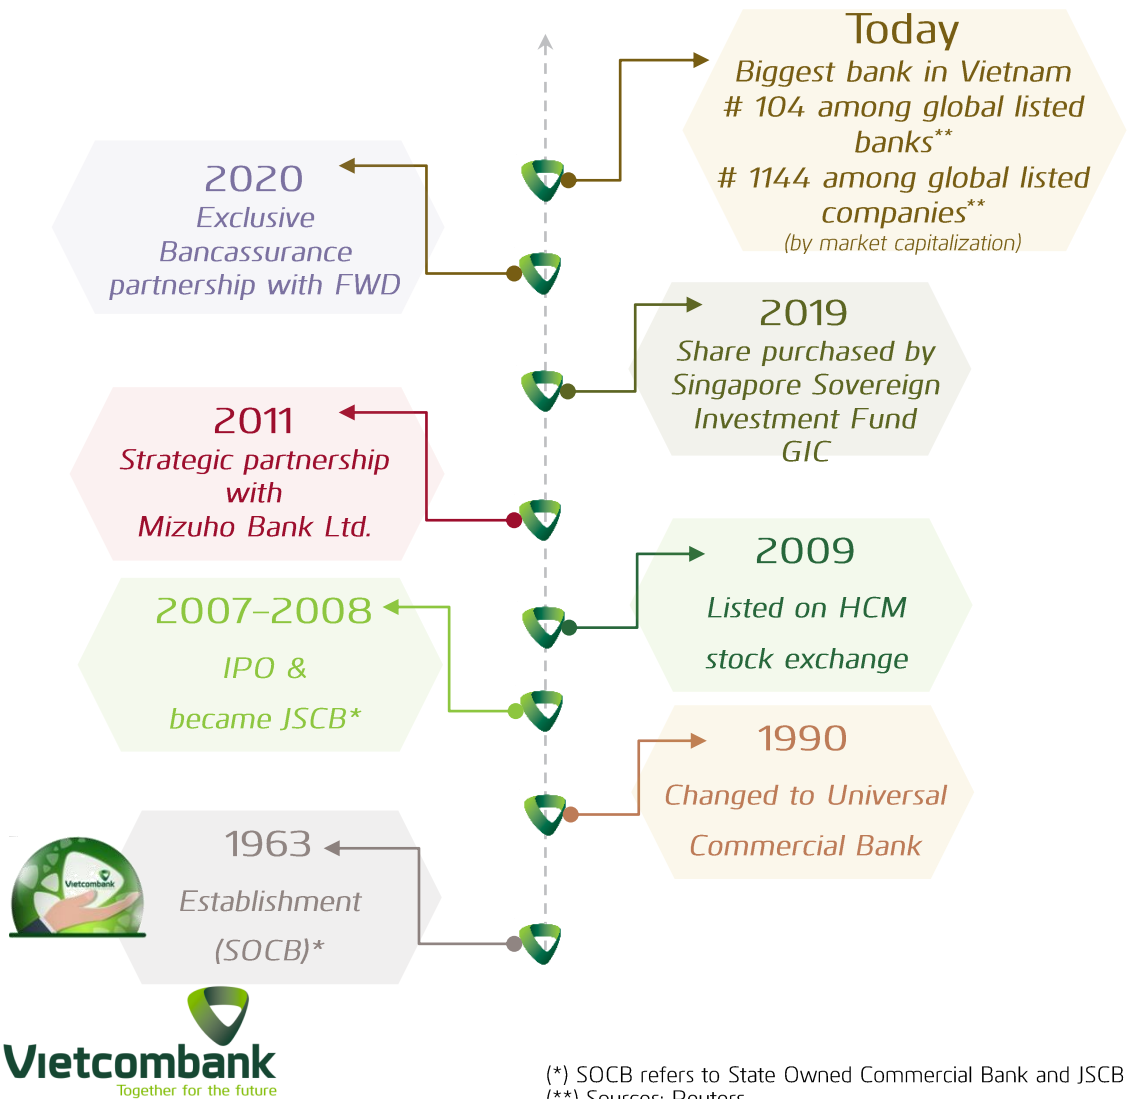 Today
Biggest bank in Vietnam
# 104 among global listed
banks**
# 1144 among global listed
companies**
(by market capitalization)
2020
Exclusive
Bancassurance
partnership with FWD
2019
Share purchased by
Singapore Sovereign
Investment Fund
GIC
2011
Strategic partnership
with
Mizuho Bank Ltd.
2009
Listed on HCM
stock exchange
2007-2008
IPO &
became JSCB*
1990
Changed to Universal
Commercial Bank
1963
Establishment
(SOCB)*
Vietcombank
Vietcombank
Together for the future
(*) SOCB refers to State Owned Commercial Bank and JSCB
(**) Sources: Reuters